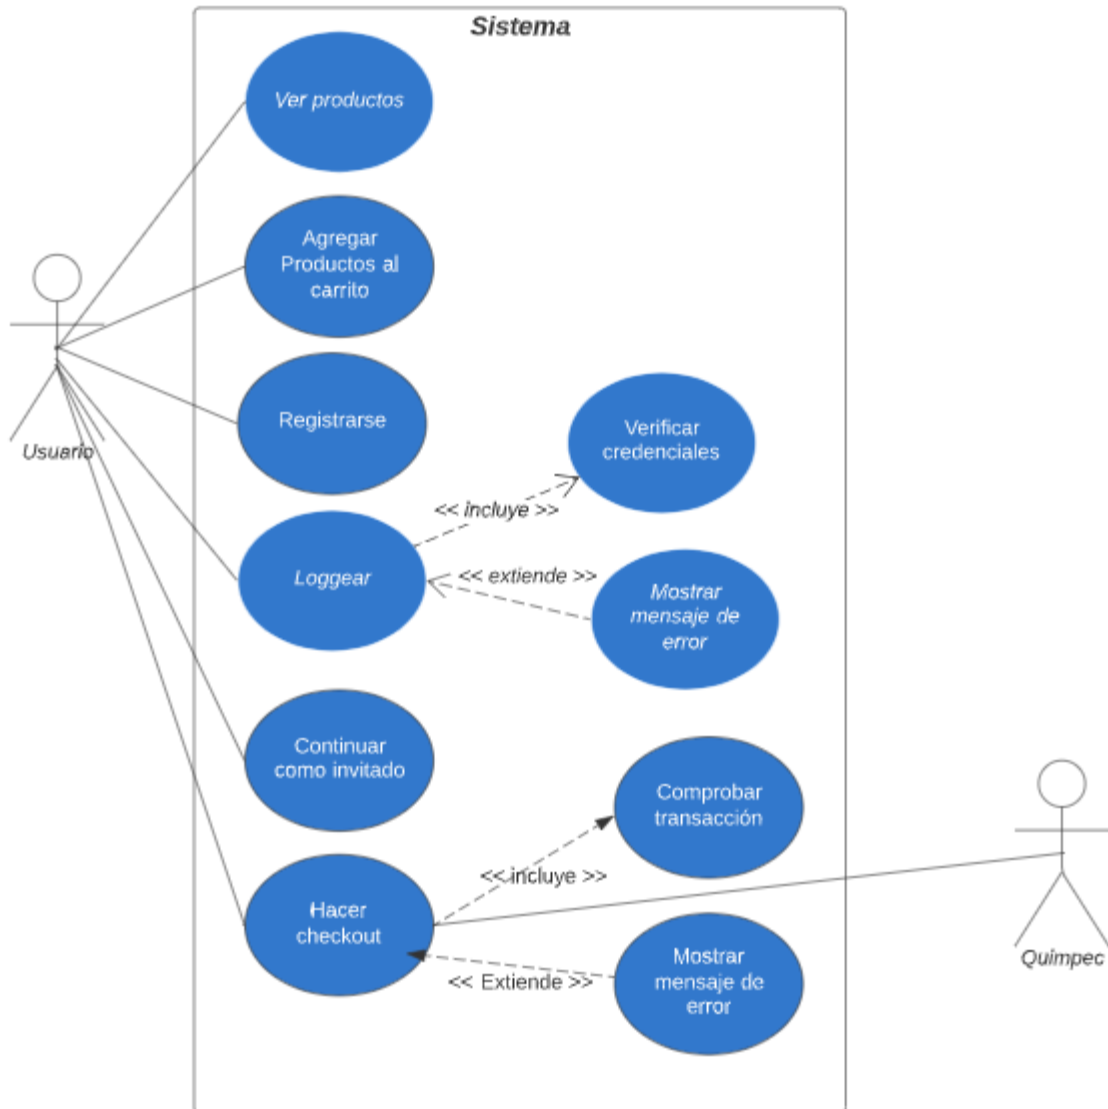 Sistema
Ver productos
Agregar
Productos al
carrito
Usuario
Registrarse
Verificar
credenciales
<< incluye >>
Loggear
<< extiende >>
Mostrar
mensaje de
error
Continuar
como invitado
Comprobar
transacción
<< incluye >>
Hacer
checkout
Quimpec
<< Extiende >>
Mostrar
mensaje de
error